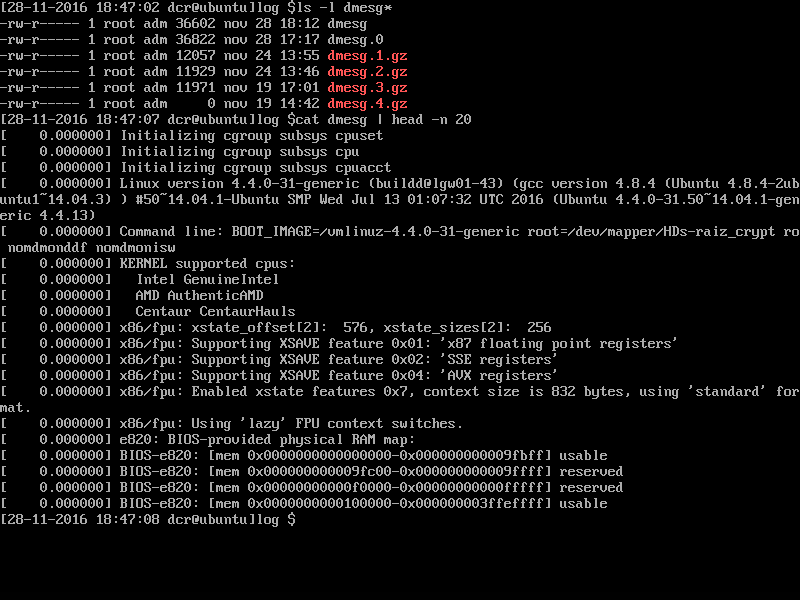 [28-11-2016 18:47:02 dcr@ubuntu]log $ls -l dmesg*
-rw-r----- 1 root adm 36602 nov 28 18:12 dmesg
-rw-r----- 1 root adm 36822 nov 28 17:17 dmesg.0
-rw-r----- 1 root adm 12057 nov 24 13:55 dmesg.1.gz
-rw-r----- 1 root adm 11929 nov 24 13:46 dmesg.2.gz
-rw-r----- 1 root adm 11971 nov 19 17:01 dmesg.3.gz
-rw-r----- 1 root adm     0 nov 19 14:42 dmesg.4.gz
[28-11-2016 18:47:07 dcr@ubuntu]log $cat dmesg | head -n 20
[    0.000000] Initializing cgroup subsys cpuset
[    0.000000] Initializing cgroup subsys cpu
[    0.000000] Initializing cgroup subsys cpuacct
[    0.000000] Linux version 4.4.0-31-generic (buildd@lgw01-43) (gcc version 4.8.4 (Ubuntu 4.8.4-2ub
untu1~14.04.3) ) #50~14.04.1-Ubuntu SMP Wed Jul 13 01:07:32 UTC 2016 (Ubuntu 4.4.0-31.50~14.04.1-gen
eric 4.4.13)
[    0.000000] Command line: BOOT_IMAGE=/vmlinuz-4.4.0-31-generic root=/dev/mapper/HDs-raiz_crypt ro
 nomdmonddf nomdmonisw
[    0.000000] KERNEL supported cpus:
[    0.000000]   Intel GenuineIntel
[    0.000000]   AMD AuthenticAMD
[    0.000000]   Centaur CentaurHauls
[    0.000000] x86/fpu: xstate_offset[2]:  576, xstate_sizes[2]:  256
[    0.000000] x86/fpu: Supporting XSAVE feature 0x01: 'x87 floating point registers'
[    0.000000] x86/fpu: Supporting XSAVE feature 0x02: 'SSE registers'
[    0.000000] x86/fpu: Supporting XSAVE feature 0x04: 'AVX registers'
[    0.000000] x86/fpu: Enabled xstate features 0x7, context size is 832 bytes, using 'standard' for
mat.
[    0.000000] x86/fpu: Using 'lazy' FPU context switches.
[    0.000000] e820: BIOS-provided physical RAM map:
[    0.000000] BIOS-e820: [mem 0x0000000000000000-0x000000000009fbff] usable
[    0.000000] BIOS-e820: [mem 0x000000000009fc00-0x000000000009ffff] reserved
[    0.000000] BIOS-e820: [mem 0x00000000000f0000-0x00000000000fffff] reserved
[    0.000000] BIOS-e820: [mem 0x0000000000100000-0x000000003ffeffff] usable
[28-11-2016 18:47:08 dcr@ubuntu]log $